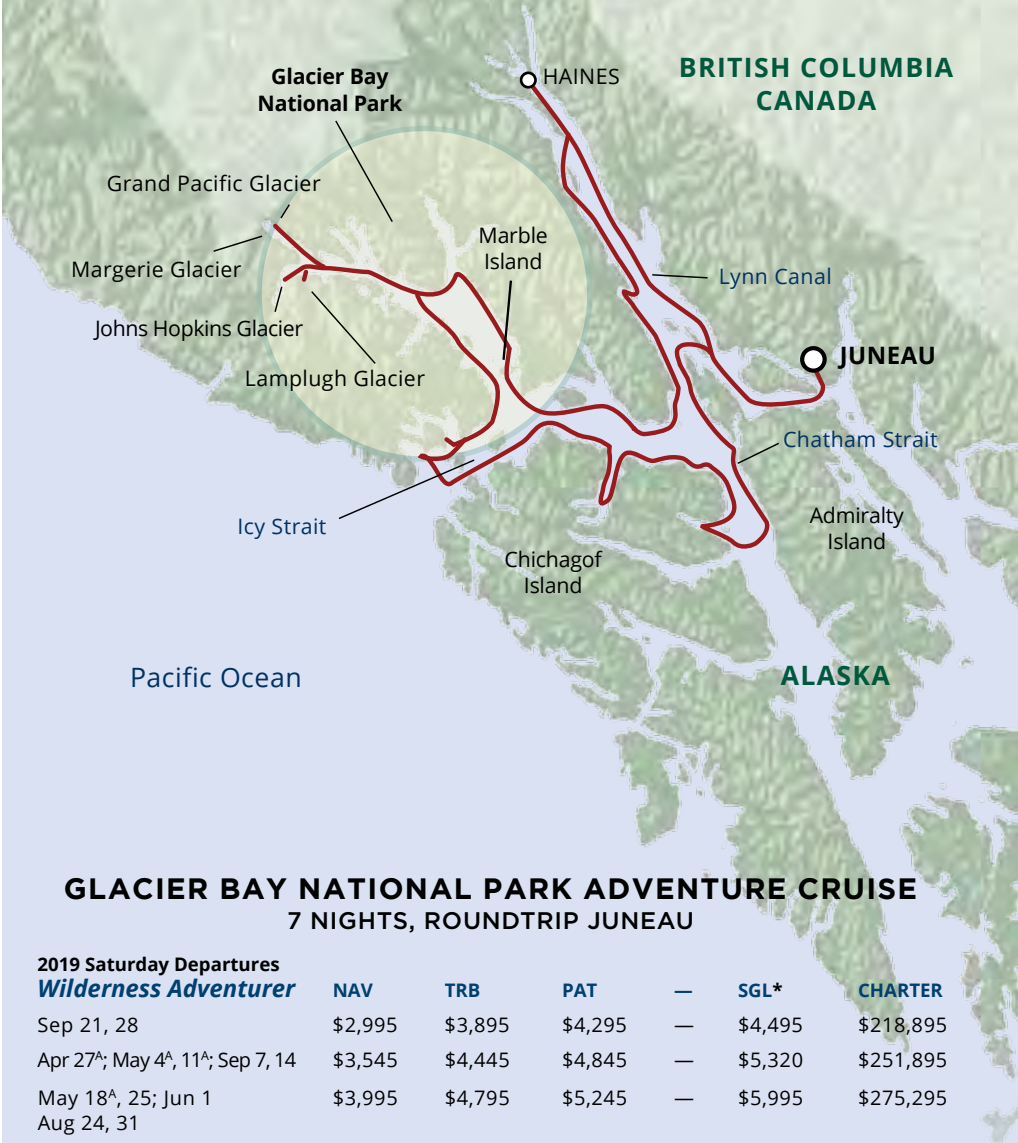 HAINES
BRITISH COLUMBIA
CANADA
Glacier Bay
National Park
Grand Pacific Glacier
Marble
Island
Margerie Glacier
Lynn Canal
Johns Hopkins Glacier
JUNEAU
Lamplugh Glacier
Chatham Strait
Icy Strait
Admiralty
Island
Chichagof
Island
Pacific Ocean
ALASKA
GLACIER BAY NATIONAL PARK ADVENTURE CRUISE
7 NIGHTS, ROUNDTRIP JUNEAU
2019 Saturday Departures
Wilderness Adventurer NAV TRB PAT — SGL* CHARTER
Sep 21, 28 $2,995 $3,895 $4,295 — $4,495 $218,895
Apr 27ᴬ; May 4ᴬ, 11ᴬ; Sep 7, 14 $3,545 $4,445 $4,845 — $5,320 $251,895
May 18ᴬ, 25; Jun 1 $3,995 $4,795 $5,245 — $5,995 $275,295
Aug 24, 31